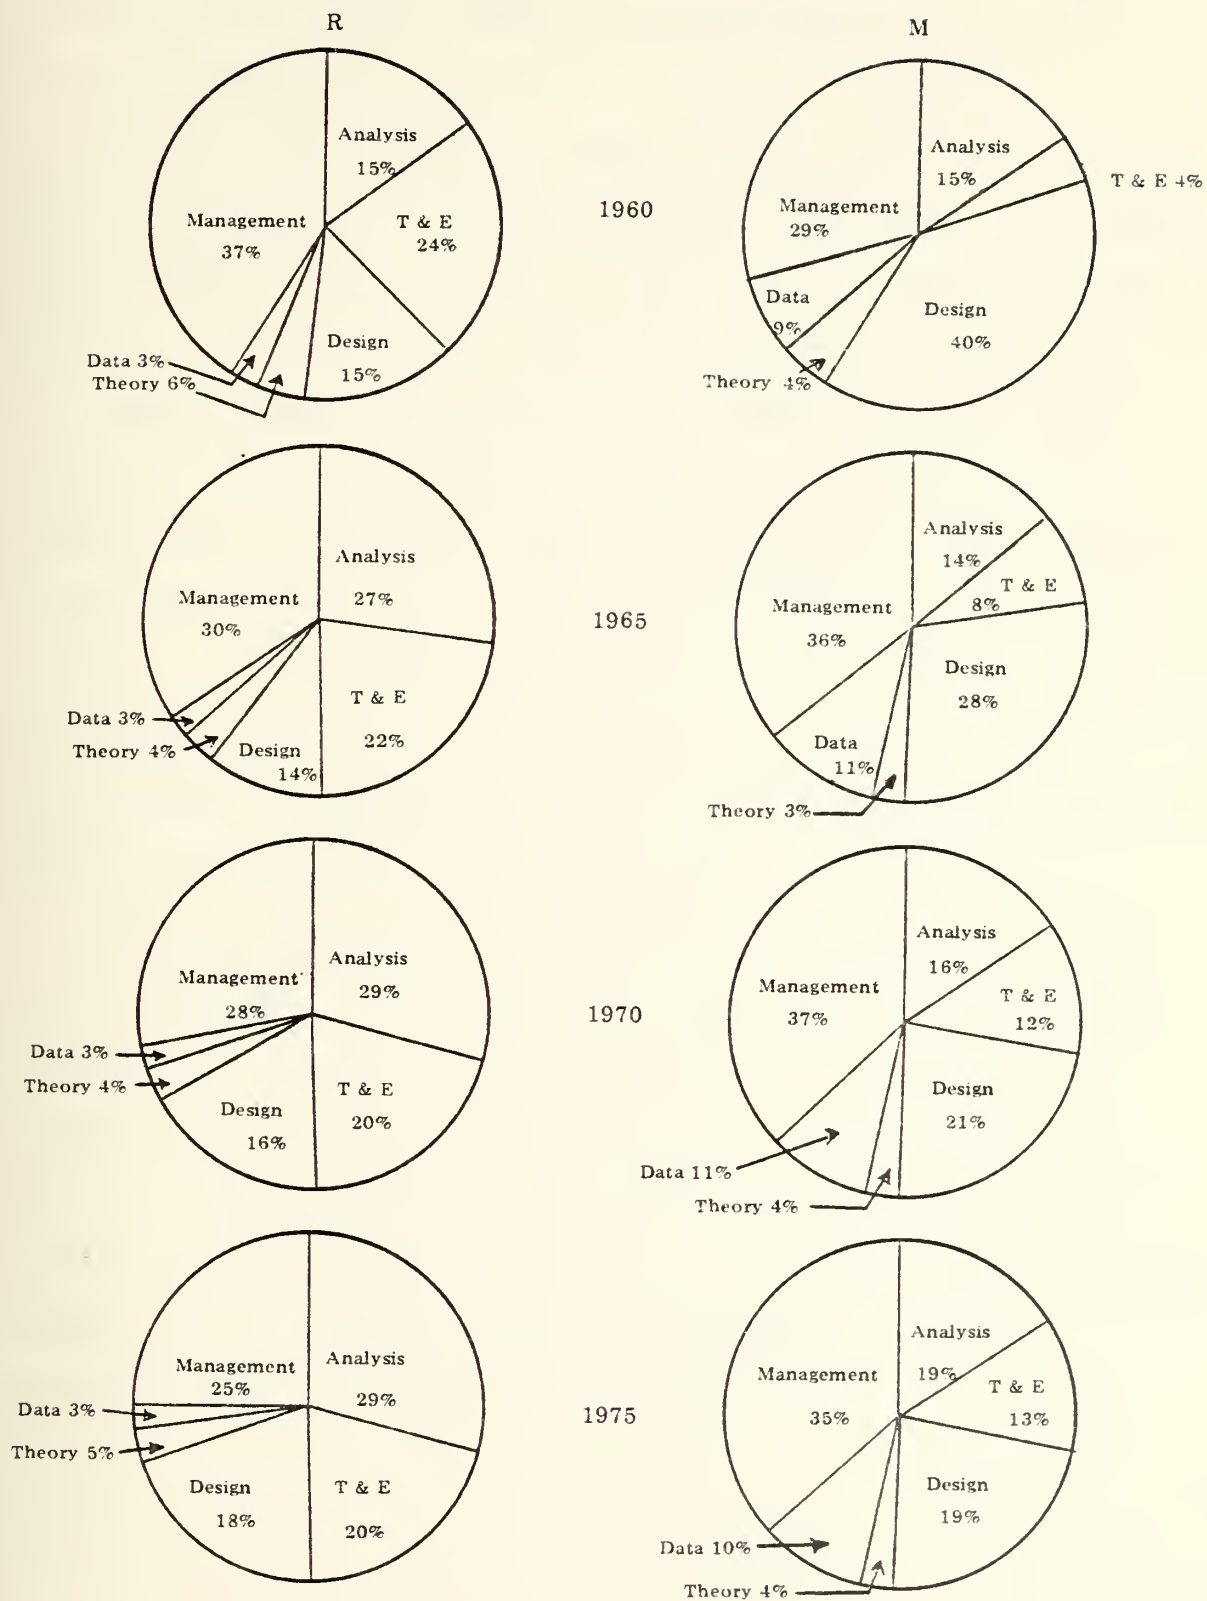 R
M
Analysis
15%
T & E
24%
Design
15%
Theory 6%
Data 3%
Management
37%
1960
Analysis
15%
T & E 4%
Design
40%
Theory 4%
Data
9%
Management
29%
Analysis
27%
T & E
22%
Design
14%
Theory 4%
Data 3%
Management
30%
1965
Analysis
14%
T & E
8%
Design
28%
Theory 3%
Data
11%
Management
36%
Analysis
29%
T & E
20%
Design
16%
Theory 4%
Data 3%
Management
28%
1970
Analysis
16%
T & E
12%
Design
21%
Theory 4%
Data 11%
Management
37%
Analysis
29%
T & E
20%
Design
18%
Theory 5%
Data 3%
Management
25%
1975
Analysis
19%
T & E
13%
Design
19%
Theory 4%
Data 10%
Management
35%